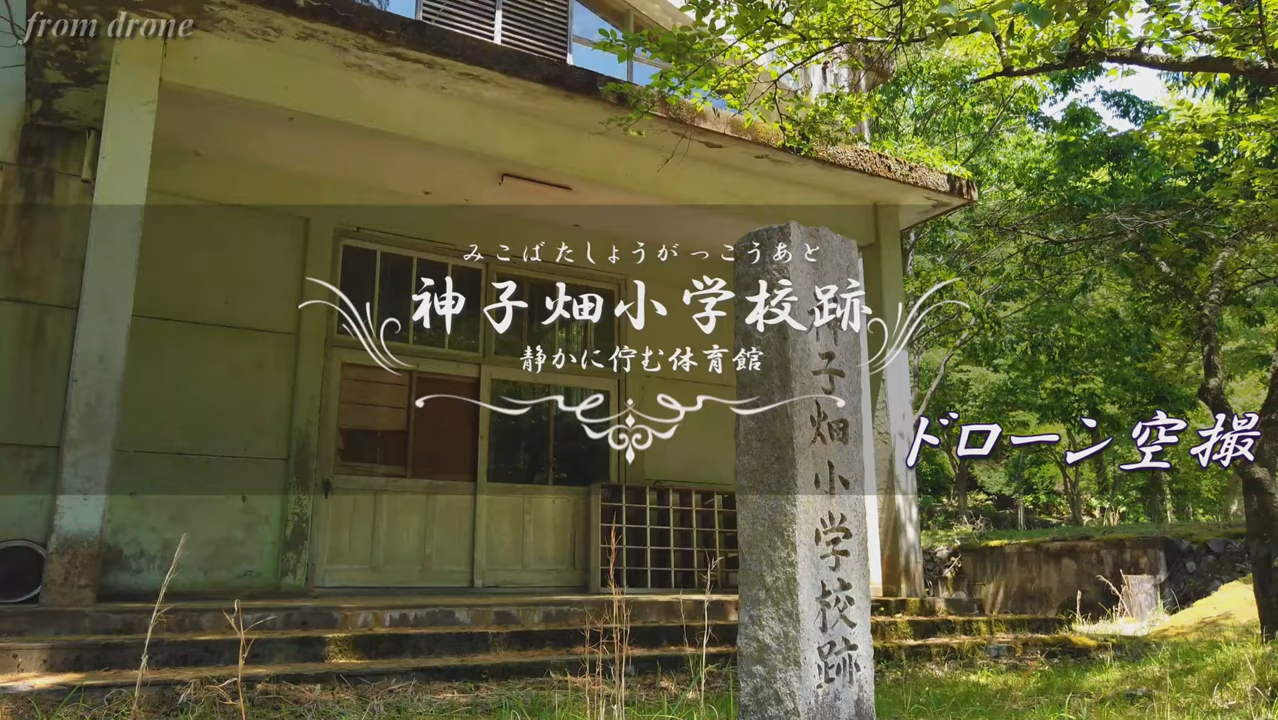 from drone
みこばたしょうがっこうあと
神子畑小学校跡
静かに佇む体育館
ドローン空撮
神子畑小学校跡